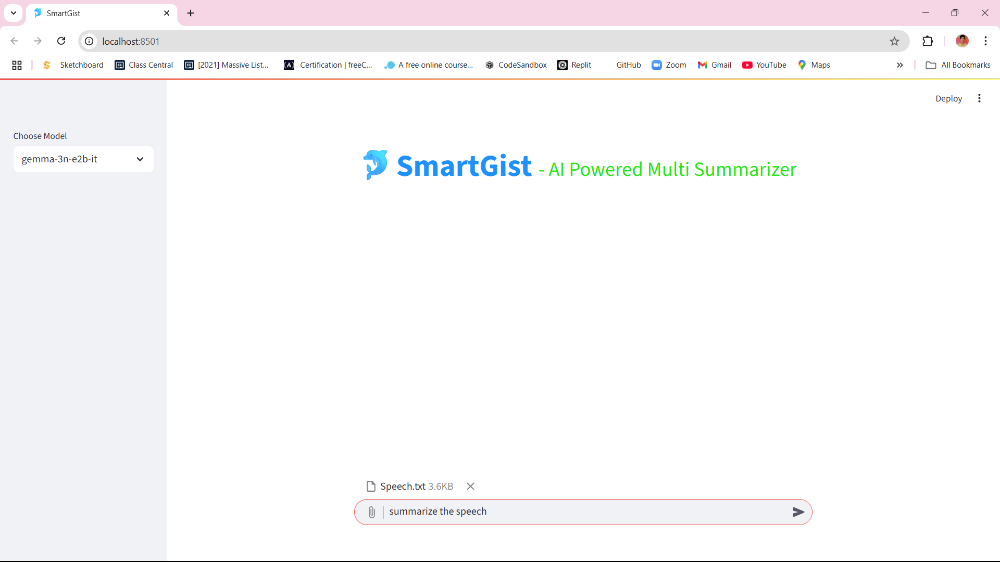 SmartGist
localhost:8501
Sketchboard
Class Central
[2021] Massive List...
Certification | freeC...
A free online course...
CodeSandbox
Replit
GitHub
Zoom
Gmail
YouTube
Maps
All Bookmarks
Deploy
Choose Model
gemma-3n-e2b-it
SmartGist - AI Powered Multi Summarizer
Speech.txt 3.6KB
summarize the speech